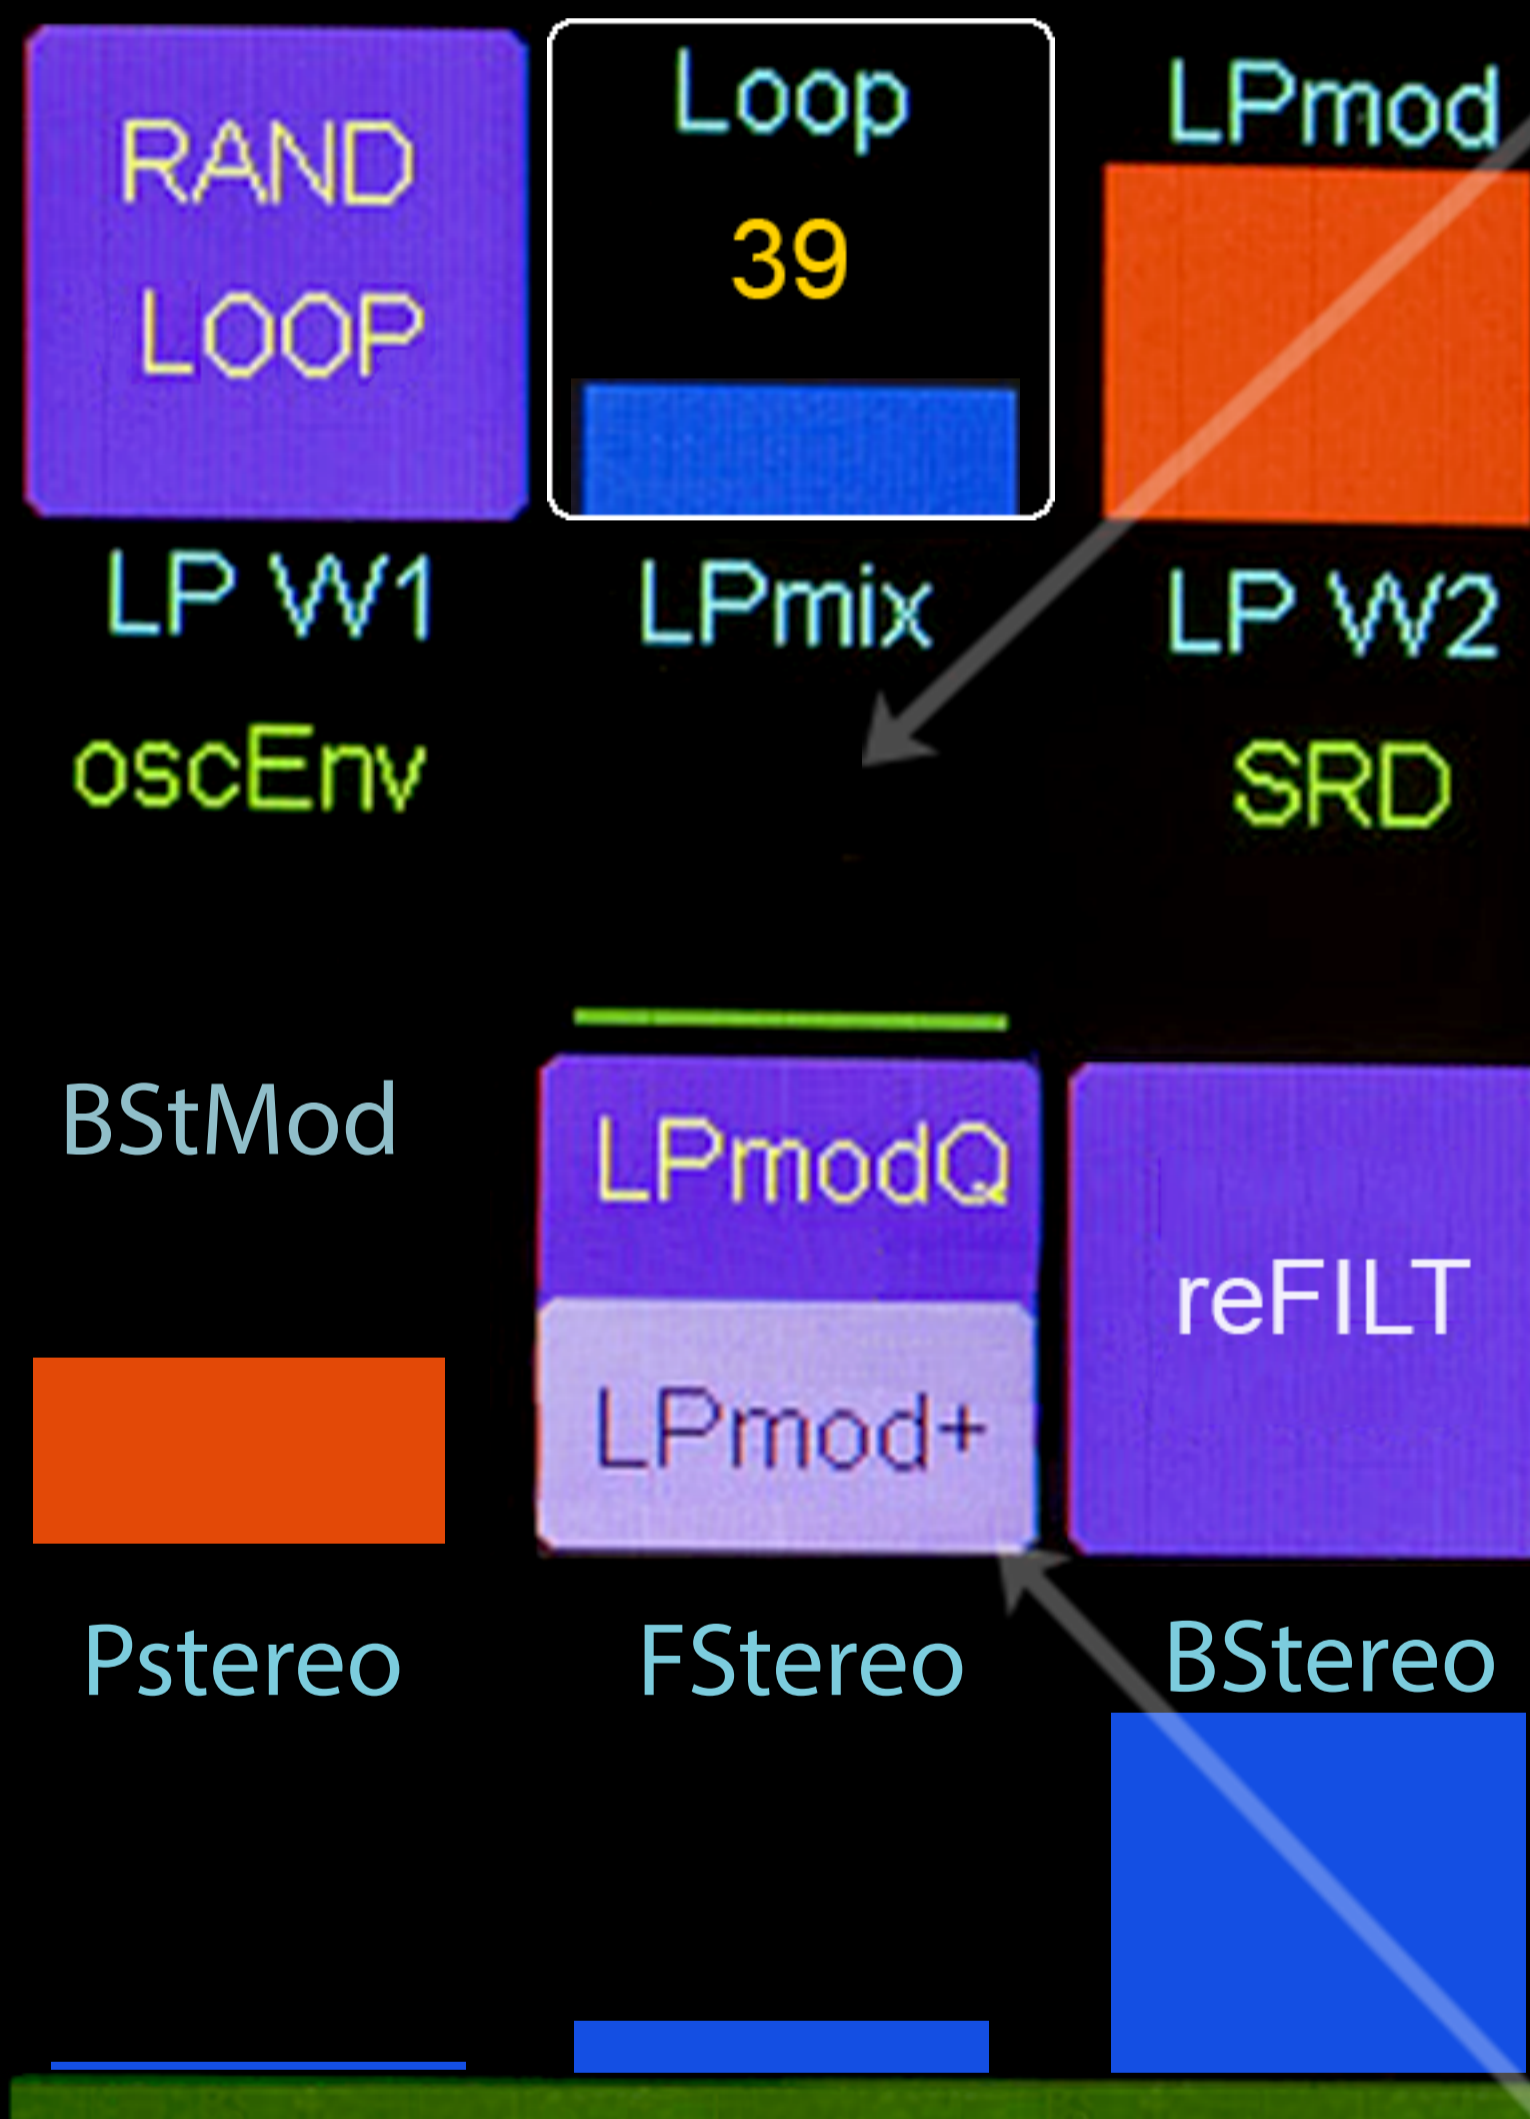 RAND
LOOP
Loop
39
LPmod
LP W1
LPmix
LP W2
oscEnv
SRD
BStMod
LPmodQ
LPmod+
reFILT
Pstereo
FStereo
BStereo